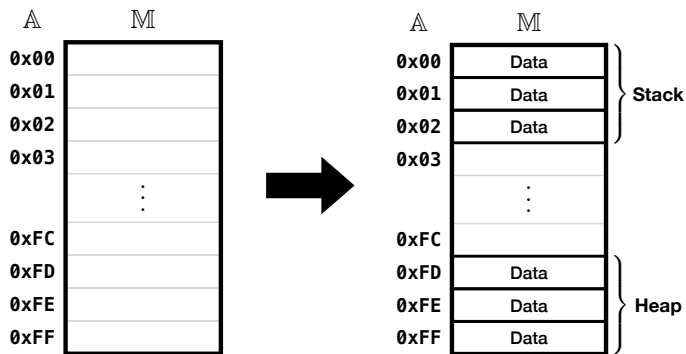 𝔸 𝕄
0x00
0x01
0x02
0x03
⋮
0xFC
0xFD
0xFE
0xFF
𝔸 𝕄
0x00 Data
0x01 Data Stack
0x02 Data
0x03
⋮
0xFC
0xFD Data
0xFE Data Heap
0xFF Data